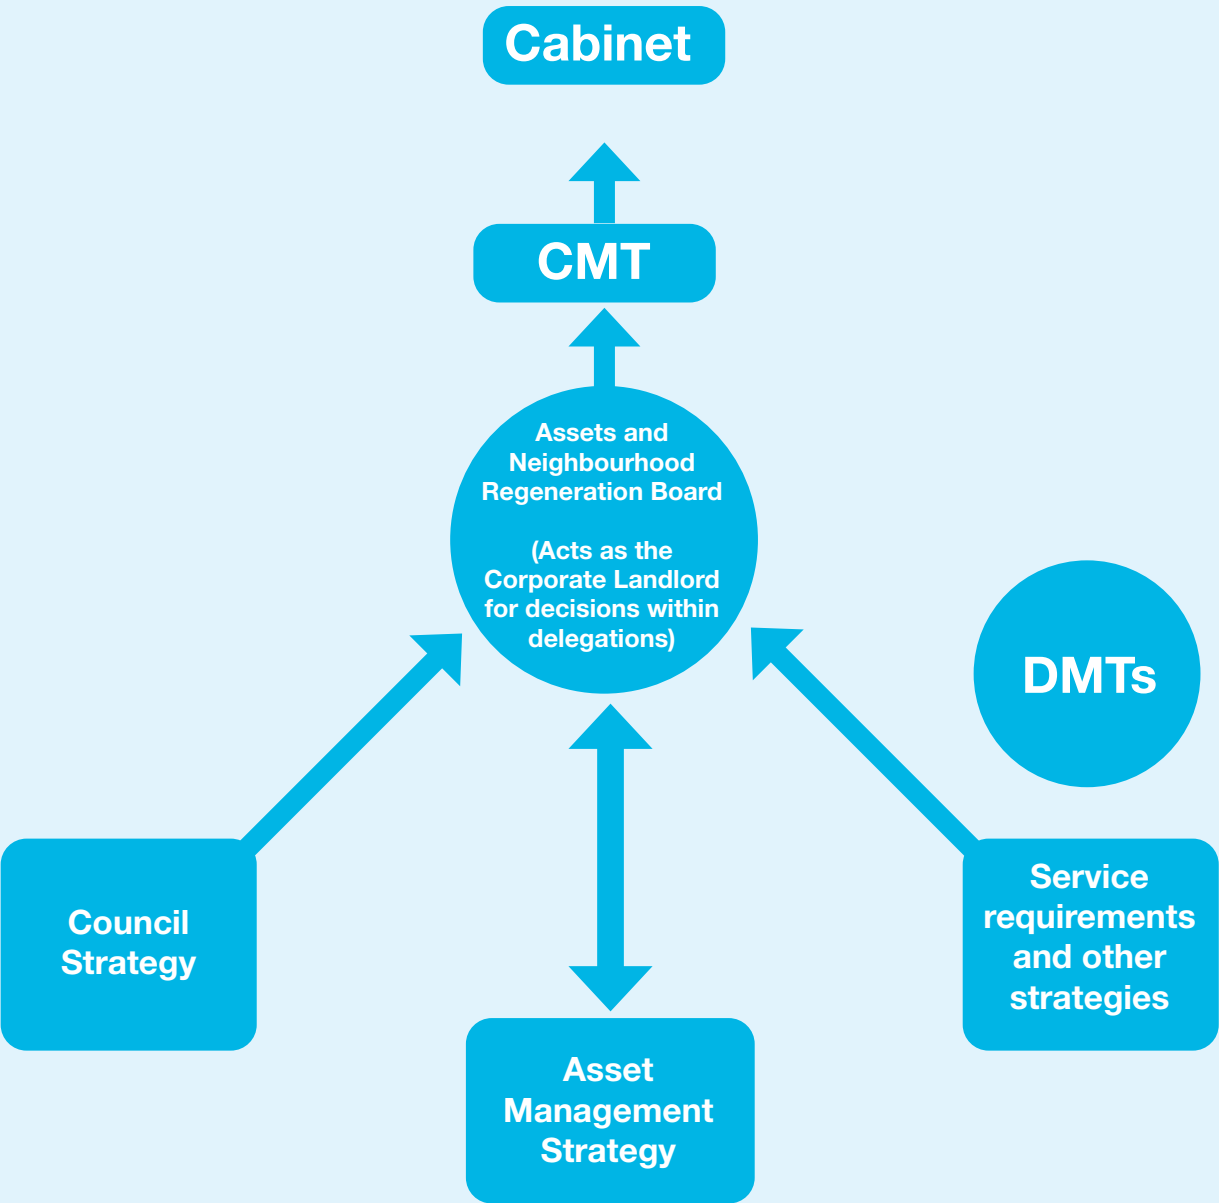 Cabinet
CMT
Assets and
Neighbourhood
Regeneration Board
(Acts as the
Corporate Landlord
for decisions within
delegations)
DMTs
Council
Strategy
Service
requirements
and other
strategies
Asset
Management
Strategy